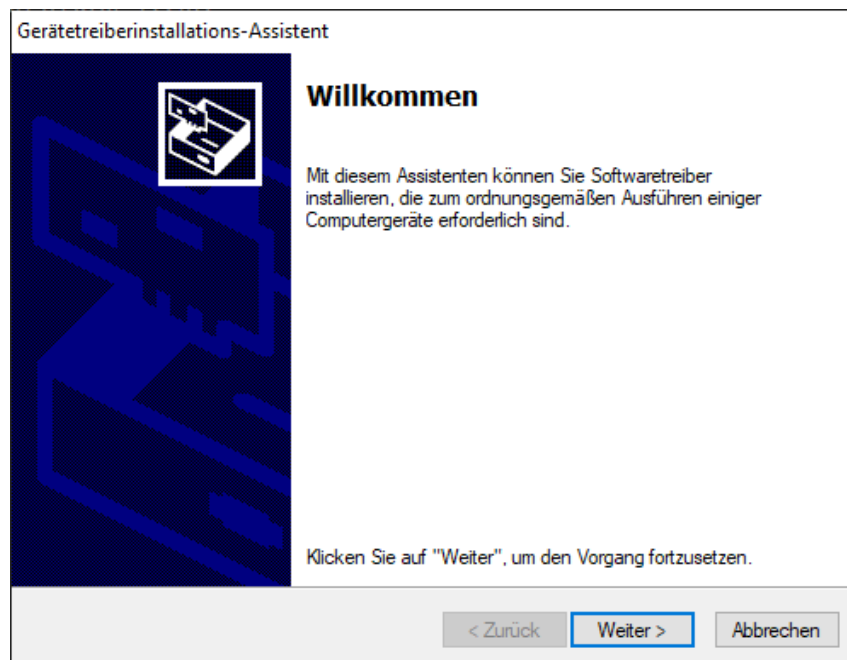 Gerätetreiberinstallations-Assistent
Willkommen
Mit diesem Assistenten können Sie Softwaretreiber
installieren, die zum ordnungsgemäßen Ausführen einiger
Computergeräte erforderlich sind.
Klicken Sie auf "Weiter", um den Vorgang fortzusetzen.
< Zurück
Weiter >
Abbrechen